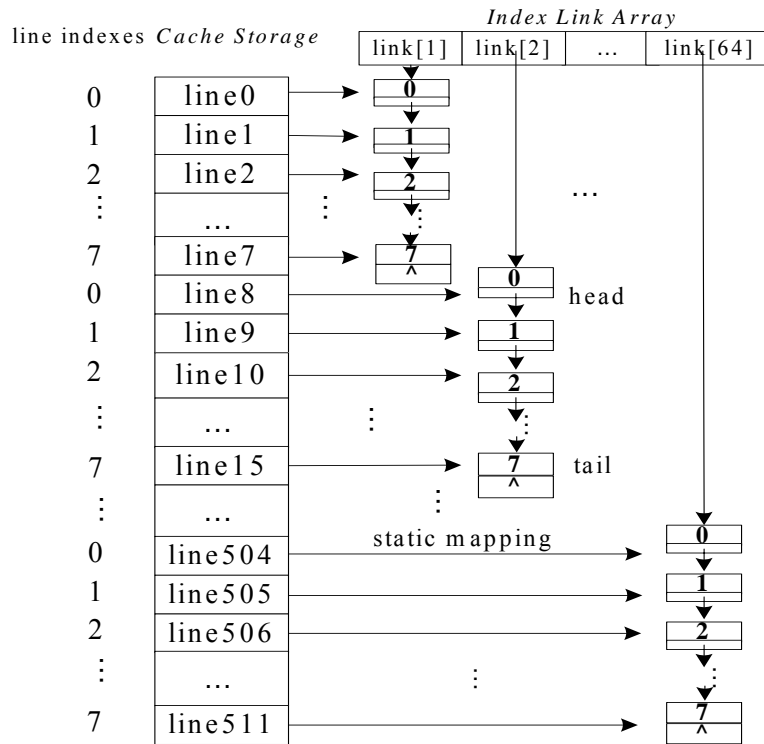 Index Link Array
line indexes Cache Storage
link[1] link[2] ... link[64]
0 line0 0
1 line1 1
2 line2 2
⋮ ... ⋮ ⋮ ...
7 line7 7
^
0 line8 0 head
1 line9 1
2 line10 2
⋮ ... ⋮ ⋮
7 line15 7 tail
^
⋮ ... ⋮
0 line504 static mapping 0
1 line505 1
2 line506 2
⋮ ... ⋮ ⋮
7 line511 7
^